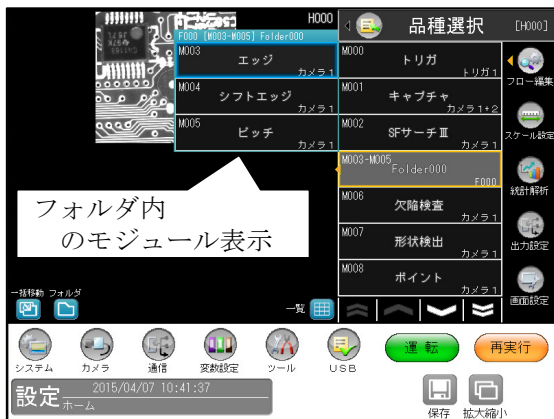 H000
品種選択
[H000]
F000 [M003-M005] Folder000
M003
エッジ
カメラ1
M004
シフトエッジ
カメラ1
M005
ピッチ
カメラ1
M000
トリガ
トリガ1
M001
キャプチャ
カメラ1+2
M002
SFサーチⅢ
カメラ1
M003-M005
Folder000
F000
M006
欠陥検査
カメラ1
M007
形状検出
カメラ1
M008
ポイント
カメラ1
フロー編集
スケール設定
統計解析
出力設定
画面設定
フォルダ内
のモジュール表示
一括移動 フォルダ
一覧
システム
カメラ
通信
変数設定
ツール
USB
運転
再実行
設定
2015/04/07 10:41:37
ホーム
保存
拡大縮小